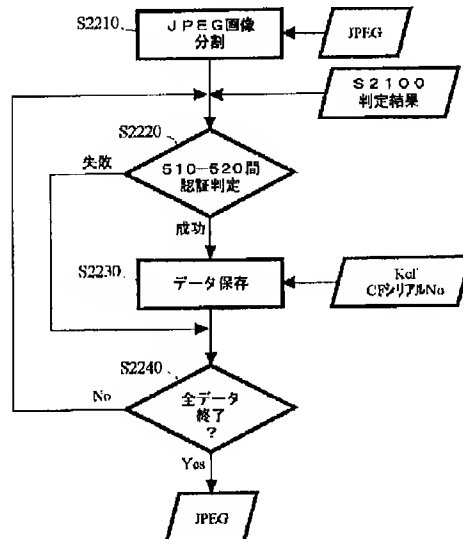 S2210
JPEG画像
分割
JPEG
S2100
判定結果
S2220
失敗
510-520間
認証判定
成功
S2230
データ保存
Kcf
CFシリアルNo
S2240
No
全データ
終了
?
Yes
JPEG